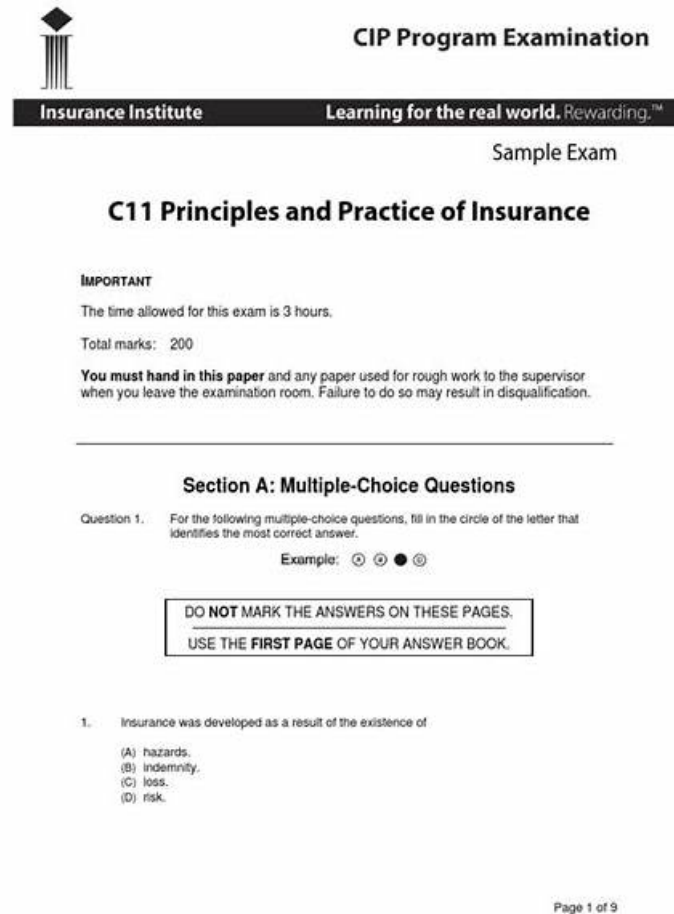 CIP Program Examination
Insurance Institute Learning for the real world. Rewarding.™
Sample Exam
C11 Principles and Practice of Insurance
IMPORTANT
The time allowed for this exam is 3 hours.
Total marks: 200
You must hand in this paper and any paper used for rough work to the supervisor
when you leave the examination room. Failure to do so may result in disqualification.
Section A: Multiple-Choice Questions
Question 1. For the following multiple-choice questions, fill in the circle of the letter that
identifies the most correct answer.
Example:
DO NOT MARK THE ANSWERS ON THESE PAGES.
USE THE FIRST PAGE OF YOUR ANSWER BOOK.
1. Insurance was developed as a result of the existence of
(A) hazards.
(B) indemnity.
(C) loss.
(D) risk.
Page 1 of 9